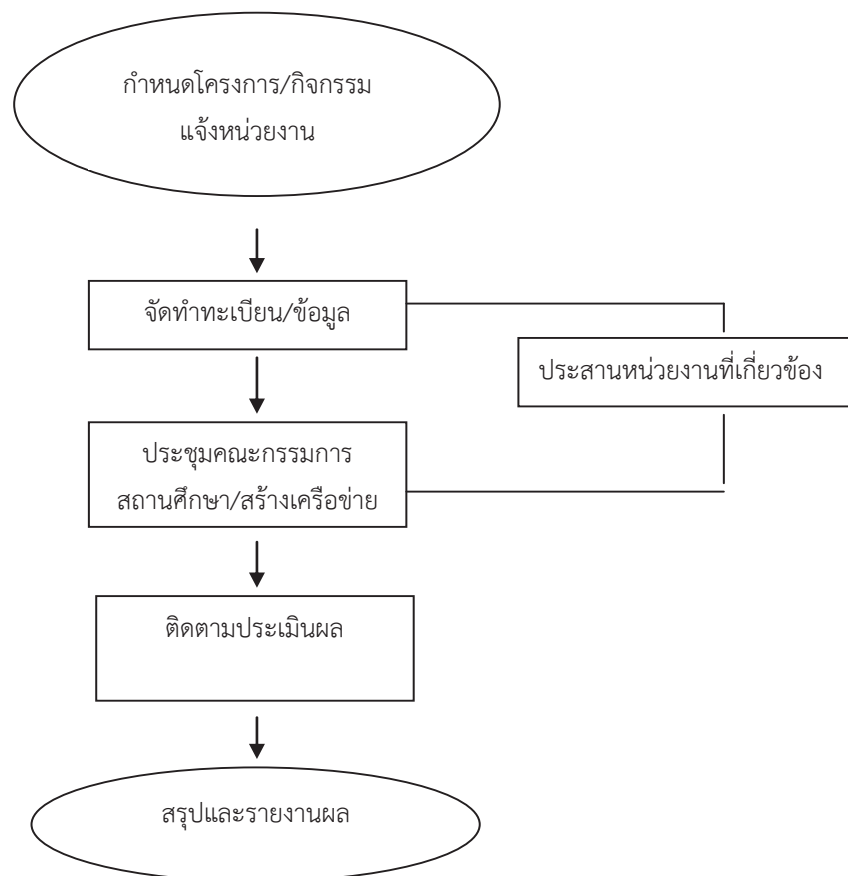 กำหนดโครงการ/กิจกรรม
แจ้งหน่วยงาน
จัดทำทะเบียน/ข้อมูล
ประสานหน่วยงานที่เกี่ยวข้อง
ประชุมคณะกรรมการ
สถานศึกษา/สร้างเครือข่าย
ติดตามประเมินผล
สรุปและรายงานผล